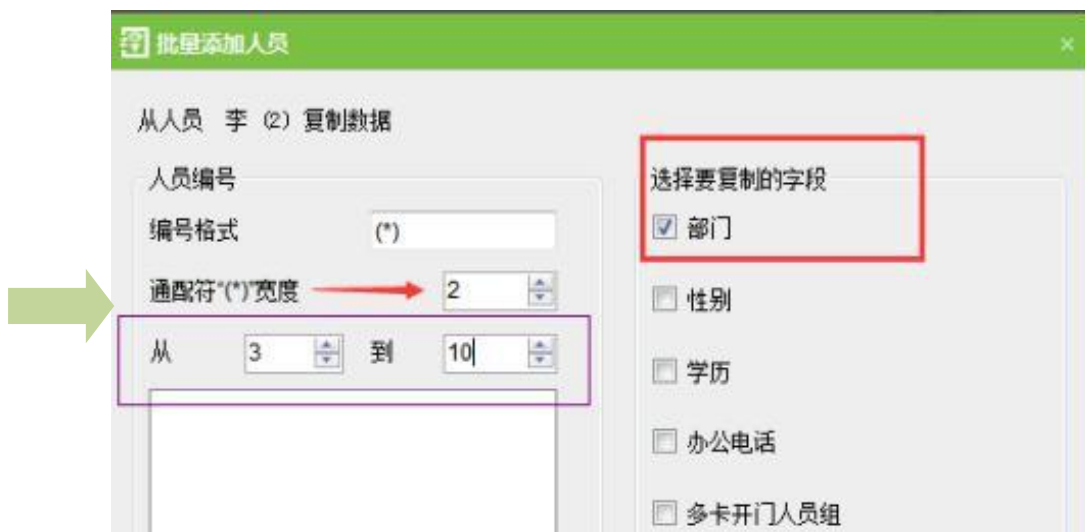 批量添加人员
从人员 李 (2) 复制数据
人员编号
编号格式 (*)
通配符"(*)"宽度 2
从 3 到 10
选择要复制的字段
部门
性别
学历
办公电话
多卡开门人员组